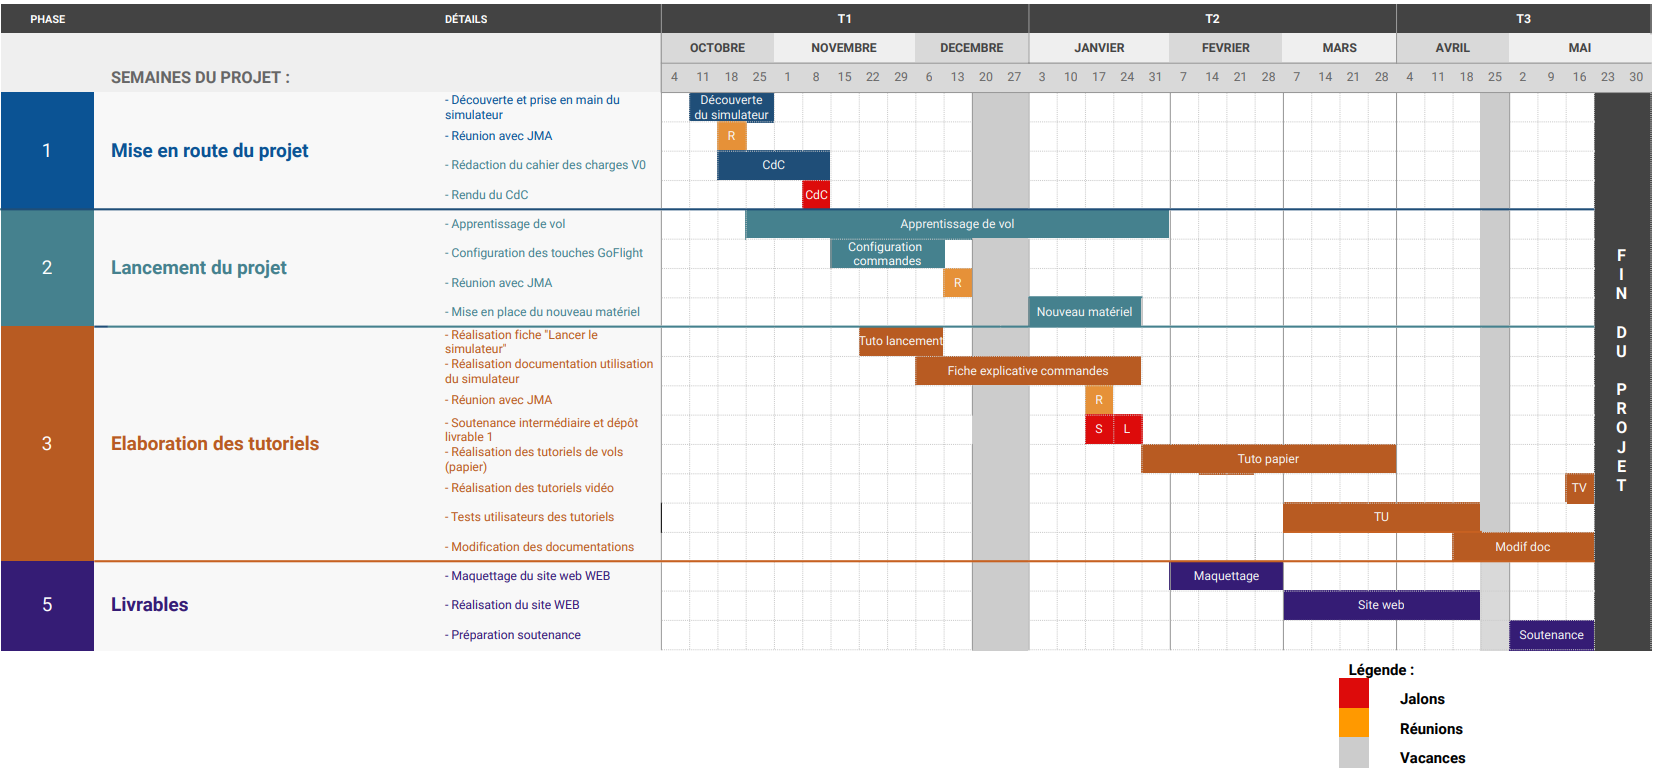 PHASE DÉTAILS T1 T2 T3
OCTOBRE NOVEMBRE DECEMBRE JANVIER FEVRIER MARS AVRIL MAI
SEMAINES DU PROJET : 4 11 18 25 1 8 15 22 29 6 13 20 27 3 10 17 24 31 7 14 21 28 7 14 21 28 4 11 18 25 2 9 16 23 30
1
Mise en route du projet
- Découverte et prise en main du
simulateur
Découverte
du simulateur
- Réunion avec JMA R
- Rédaction du cahier des charges V0 CdC
- Rendu du CdC CdC
2
Lancement du projet
- Apprentissage de vol Apprentissage de vol
- Configuration des touches GoFlight
Configuration
commandes
- Réunion avec JMA R
- Mise en place du nouveau matériel Nouveau matériel
3
Elaboration des tutoriels
- Réalisation fiche "Lancer le
simulateur"
Tuto lancement
- Réalisation documentation utilisation
du simulateur
Fiche explicative commandes
- Réunion avec JMA R
- Soutenance intermédiaire et dépôt
livrable 1
S L
- Réalisation des tutoriels de vols
(papier)
Tuto papier
- Réalisation des tutoriels vidéo TV
- Tests utilisateurs des tutoriels TU
- Modification des documentations Modif doc
5
Livrables
- Maquettage du site web WEB Maquettage
- Réalisation du site WEB Site web
- Préparation soutenance Soutenance
F
I
N
D
U
P
R
O
J
E
T
Légende :
Jalons
Réunions
Vacances